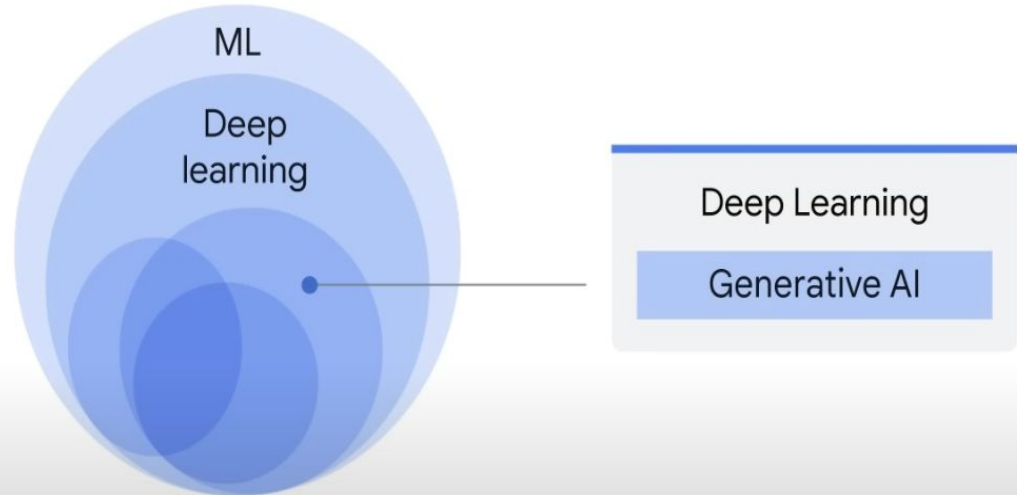 ML
Deep
learning
Deep Learning
Generative AI